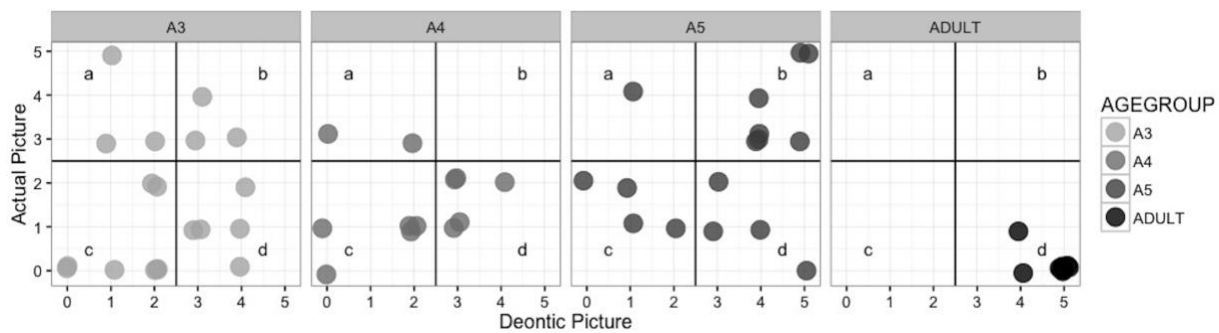 A3 A4 A5 ADULT
a b a b a b a b
c d c d c d c d
5
4
3
2
1
0
Actual Picture
0 1 2 3 4 5 0 1 2 3 4 5 0 1 2 3 4 5 0 1 2 3 4 5
Deontic Picture
AGEGROUP
A3
A4
A5
ADULT